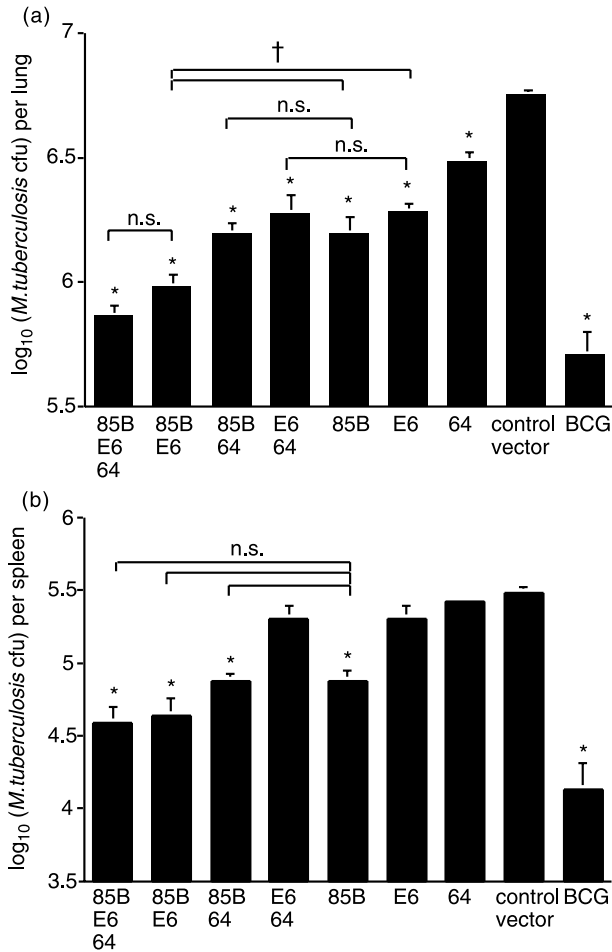 (a)
7
6.5
6
5.5
log10 (M.tuberculosis cfu) per lung
†
n.s.
n.s.
n.s.
* * * * * * * *
85B 85B 85B E6 85B E6 64 control BCG
E6 E6 64 64 vector
64
(b)
6
5.5
5
4.5
4
3.5
log10 (M.tuberculosis cfu) per spleen
n.s.
* * * * *
85B 85B 85B E6 85B E6 64 control BCG
E6 E6 64 64 vector
64